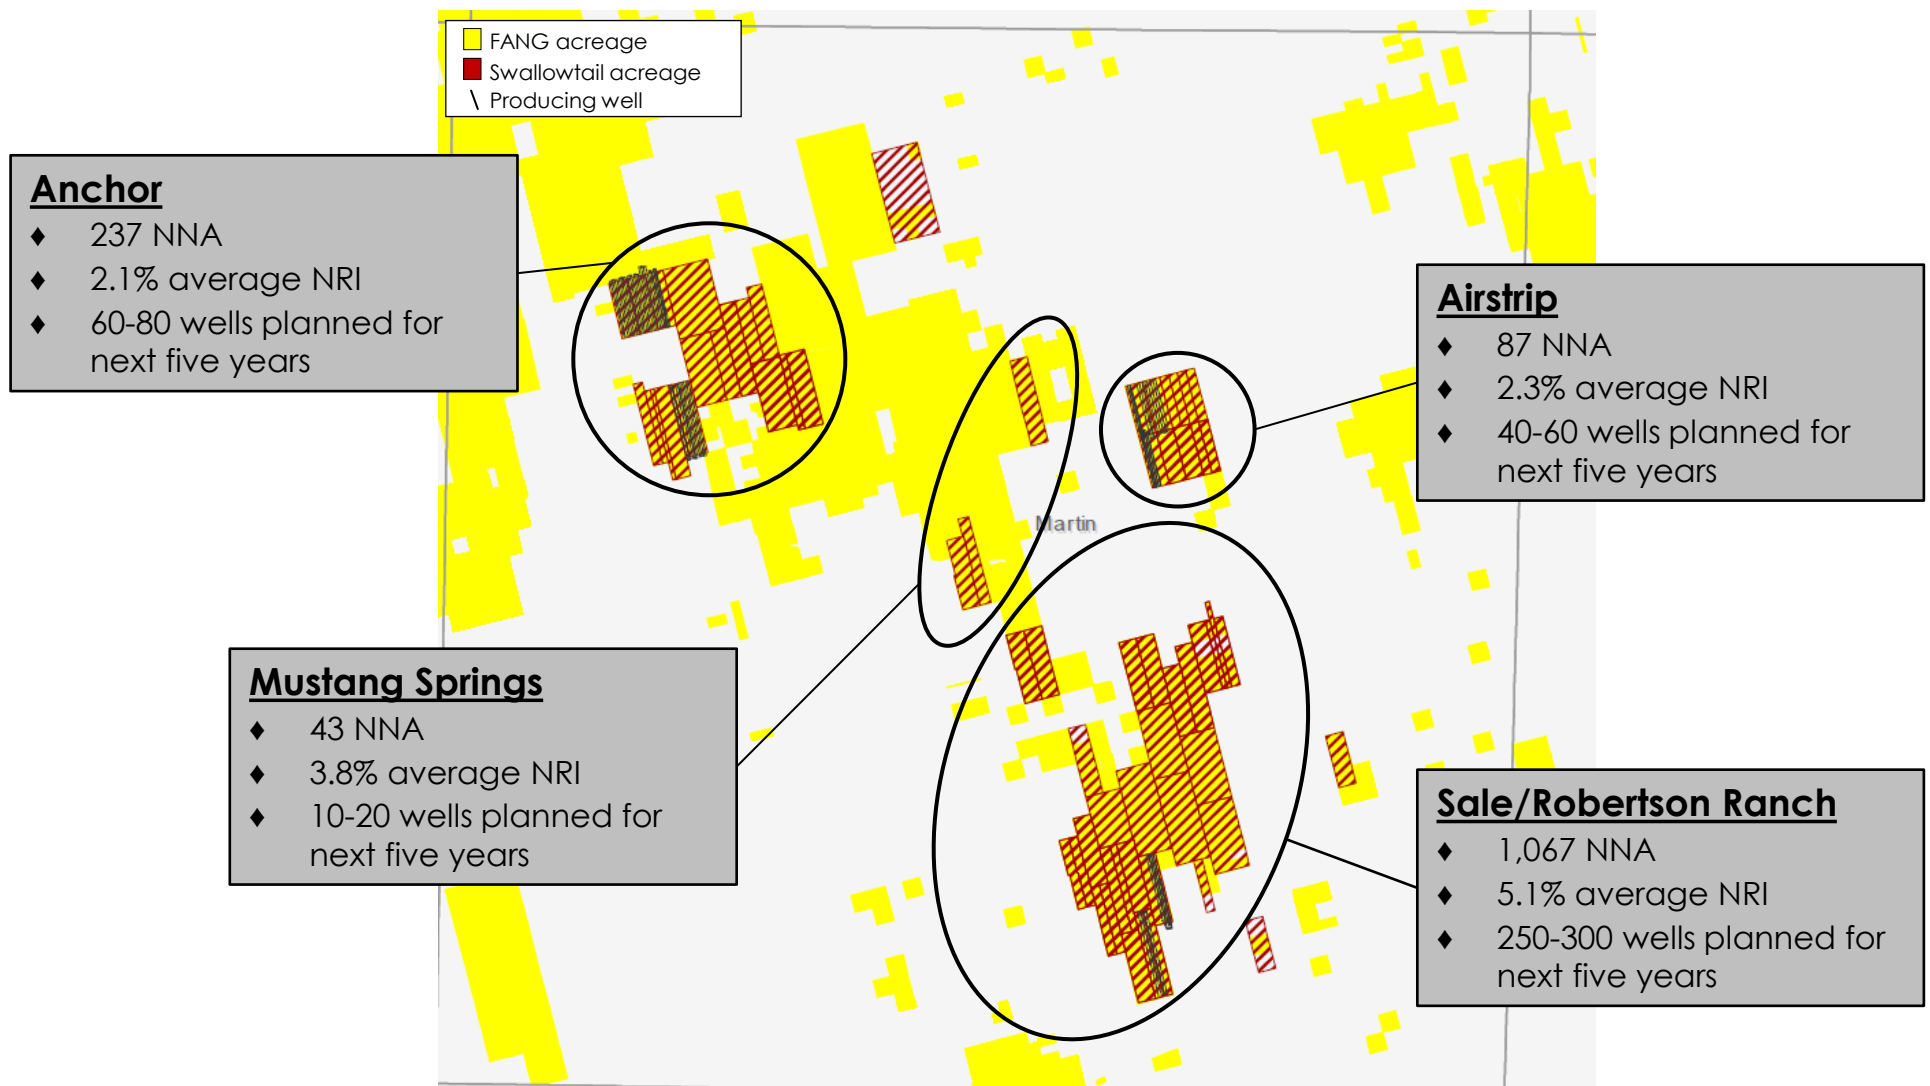 FANG acreage
Swallowtail acreage
\ Producing well
Anchor
♦ 237 NNA
♦ 2.1% average NRI
♦ 60-80 wells planned for
next five years
Airstrip
♦ 87 NNA
♦ 2.3% average NRI
♦ 40-60 wells planned for
next five years
Martin
Mustang Springs
♦ 43 NNA
♦ 3.8% average NRI
♦ 10-20 wells planned for
next five years
Sale/Robertson Ranch
♦ 1,067 NNA
♦ 5.1% average NRI
♦ 250-300 wells planned for
next five years